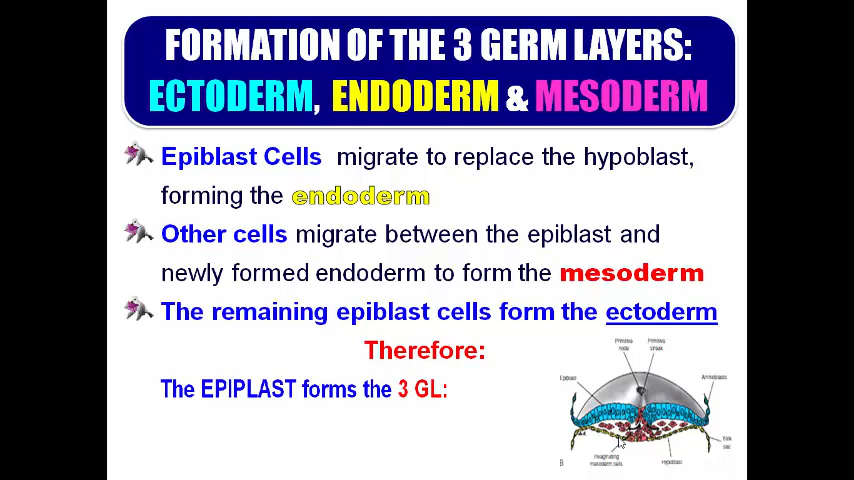 FORMATION OF THE 3 GERM LAYERS:
ECTODERM, ENDODERM & MESODERM
Epiblast Cells migrate to replace the hypoblast,
forming the endoderm
Other cells migrate between the epiblast and
newly formed endoderm to form the mesoderm
The remaining epiblast cells form the ectoderm
Therefore:
The EPIPLAST forms the 3 GL:
Primitive node
Primitive streak
Epiblast
Amnioblasts
Yolk sac
Invaginating mesoderm cells
Hypoblast
B